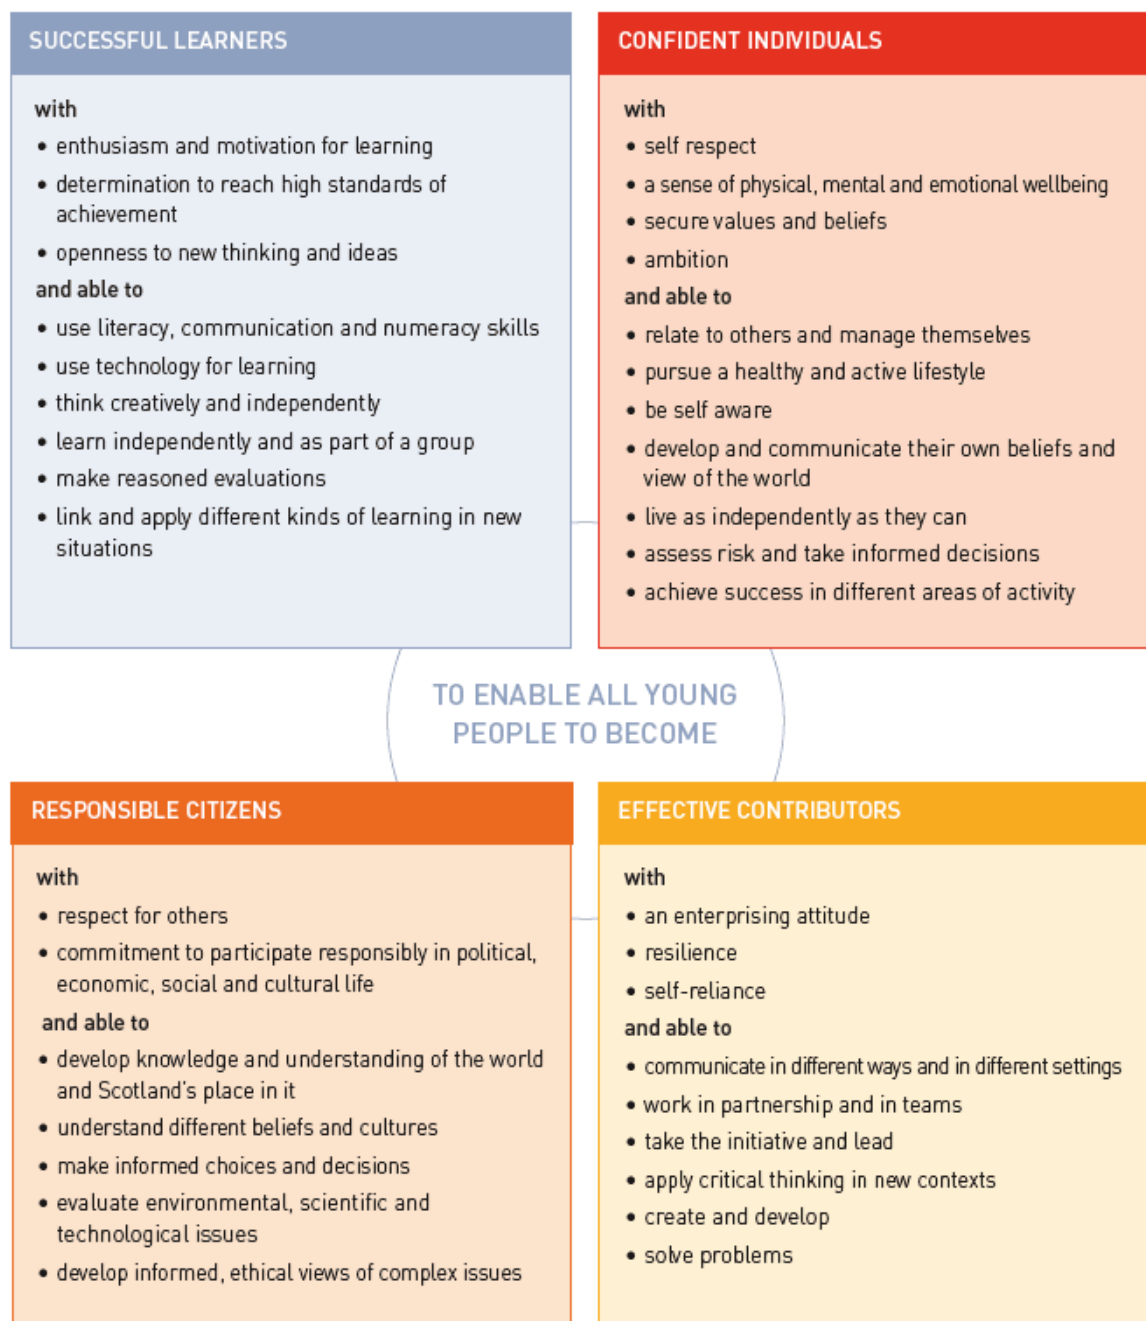 SUCCESSFUL LEARNERS
with
• enthusiasm and motivation for learning
• determination to reach high standards of
achievement
• openness to new thinking and ideas
and able to
• use literacy, communication and numeracy skills
• use technology for learning
• think creatively and independently
• learn independently and as part of a group
• make reasoned evaluations
• link and apply different kinds of learning in new
situations
CONFIDENT INDIVIDUALS
with
• self respect
• a sense of physical, mental and emotional wellbeing
• secure values and beliefs
• ambition
and able to
• relate to others and manage themselves
• pursue a healthy and active lifestyle
• be self aware
• develop and communicate their own beliefs and
view of the world
• live as independently as they can
• assess risk and take informed decisions
• achieve success in different areas of activity
TO ENABLE ALL YOUNG
PEOPLE TO BECOME
RESPONSIBLE CITIZENS
with
• respect for others
• commitment to participate responsibly in political,
economic, social and cultural life
and able to
• develop knowledge and understanding of the world
and Scotland's place in it
• understand different beliefs and cultures
• make informed choices and decisions
• evaluate environmental, scientific and
technological issues
• develop informed, ethical views of complex issues
EFFECTIVE CONTRIBUTORS
with
• an enterprising attitude
• resilience
• self-reliance
and able to
• communicate in different ways and in different settings
• work in partnership and in teams
• take the initiative and lead
• apply critical thinking in new contexts
• create and develop
• solve problems